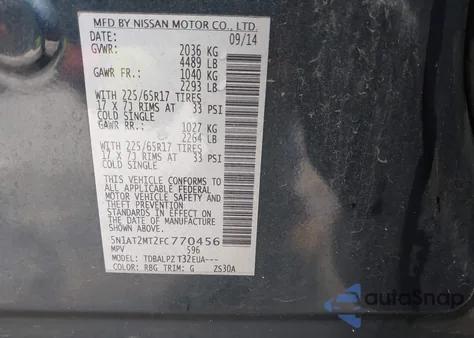 MFD BY NISSAN MOTOR CO., LTD.
DATE: 09/14
GVWR: 2036 KG
4489 LB
GAWR FR.: 1040 KG
2293 LB
WITH 225/65R17 TIRES
17 X 7J RIMS AT 33 PSI
COLD SINGLE
GAWR RR.: 1027 KG
2264 LB
WITH 225/65R17 TIRES
17 X 7J RIMS AT 33 PSI
COLD SINGLE
THIS VEHICLE CONFORMS TO
ALL APPLICABLE FEDERAL
MOTOR VEHICLE SAFETY
STANDARDS IN EFFECT ON
THE DATE OF MANUFACTURE
SHOWN ABOVE.
5N1AT2MT2FC770456
MPV 596
MODEL: TDBALPZ T32EUA---
COLOR: RBG TRIM: G ZS30A
autoSnap